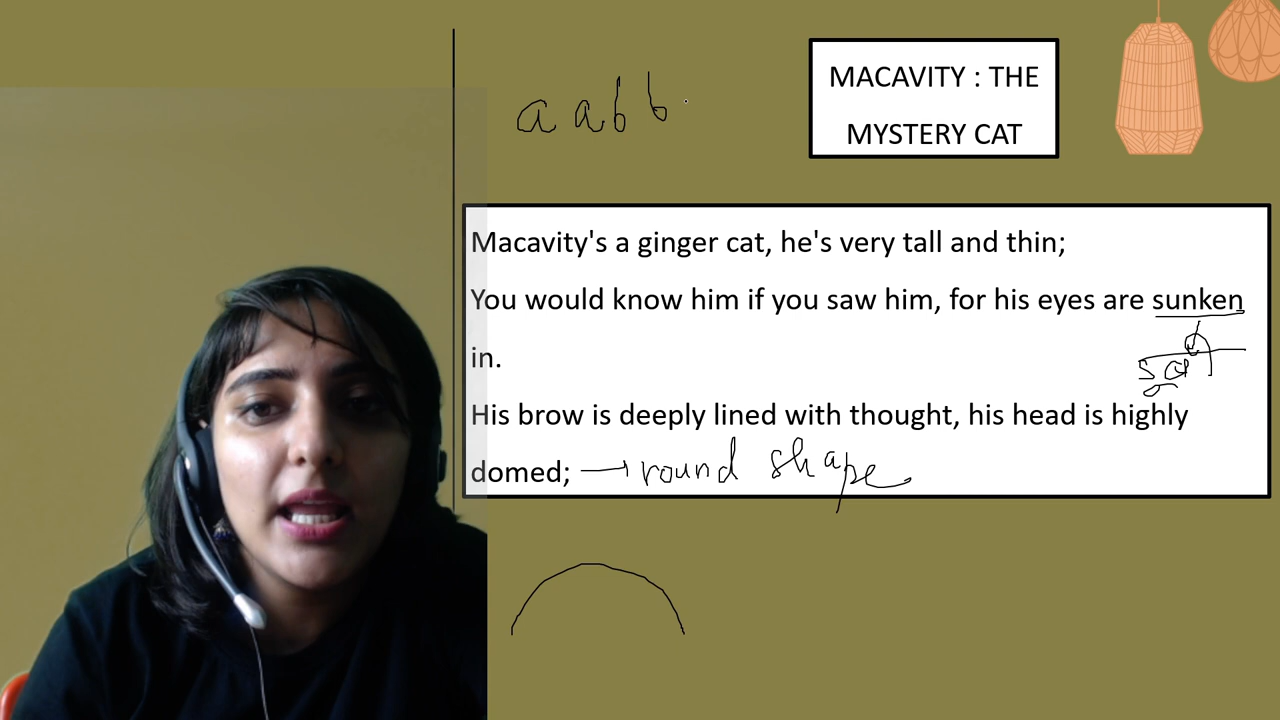 a a b b
MACAVITY : THE
MYSTERY CAT
Macavity's a ginger cat, he's very tall and thin;
You would know him if you saw him, for his eyes are sunken
in.
His brow is deeply lined with thought, his head is highly
domed; → round shape